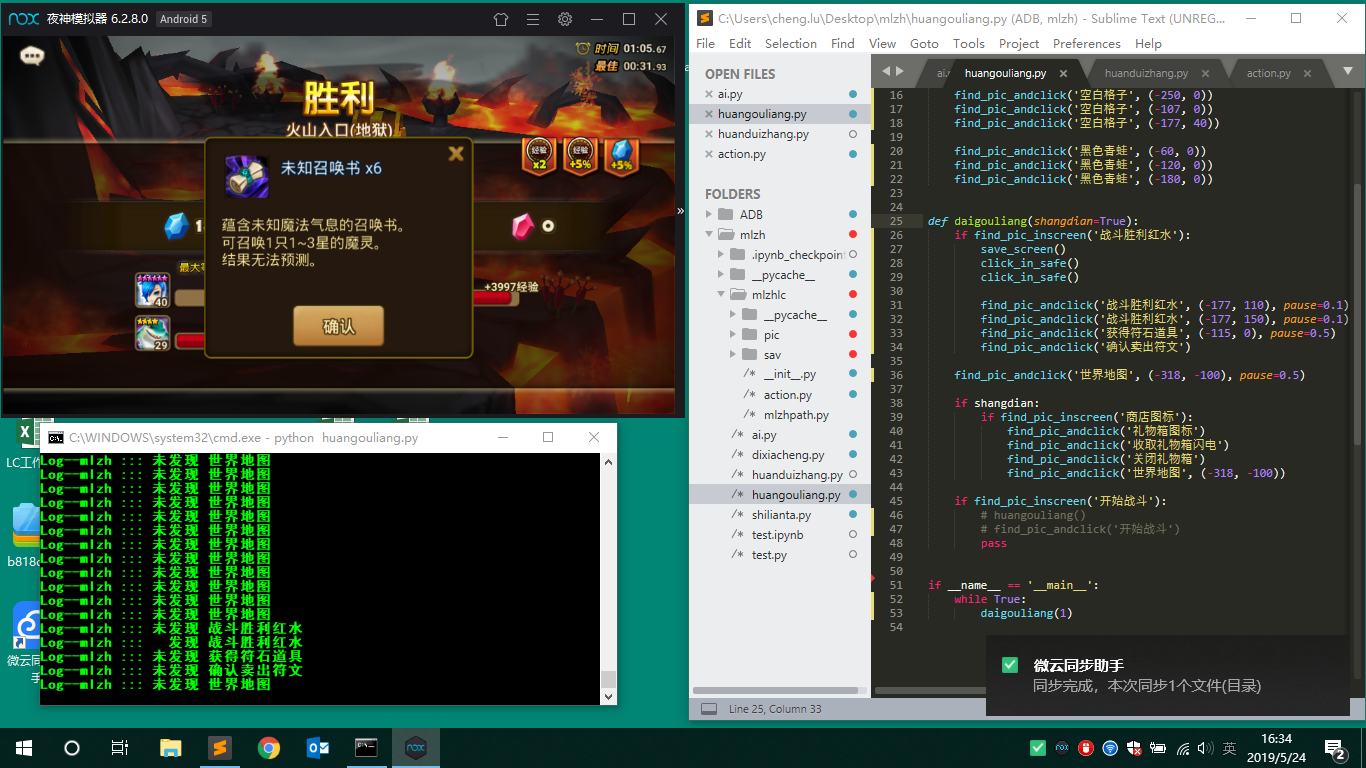 nox 夜神模拟器 6.2.8.0 Android 5
时间 01:05.67
最佳 00:31.93
胜利
火山入口(地狱)
经验 x2
经验 +5%
+5%
未知召唤书 x6
蕴含未知魔法气息的召唤书。
可召唤1只1~3星的魔灵。
结果无法预测。
确认
1
0
最大等
40
29
+3997经验
C:\WINDOWS\system32\cmd.exe - python  huangouliang.py
Log--mlzh ::: 未发现 世界地图
Log--mlzh ::: 未发现 世界地图
Log--mlzh ::: 未发现 世界地图
Log--mlzh ::: 未发现 世界地图
Log--mlzh ::: 未发现 世界地图
Log--mlzh ::: 未发现 世界地图
Log--mlzh ::: 未发现 世界地图
Log--mlzh ::: 未发现 世界地图
Log--mlzh ::: 未发现 世界地图
Log--mlzh ::: 未发现 世界地图
Log--mlzh ::: 未发现 世界地图
Log--mlzh ::: 未发现 世界地图
Log--mlzh ::: 未发现 战斗胜利红水
Log--mlzh :::   发现 战斗胜利红水
Log--mlzh ::: 未发现 获得符石道具
Log--mlzh ::: 未发现 确认卖出符文
Log--mlzh ::: 未发现 世界地图
LC工作
b818c
微云同
手
C:\Users\cheng.lu\Desktop\mlzh\huangouliang.py (ADB, mlzh) - Sublime Text (UNREG...
File Edit Selection Find View Goto Tools Project Preferences Help
OPEN FILES
ai.py
huangouliang.py
huanduizhang.py
action.py
FOLDERS
ADB
mlzh
.ipynb_checkpoint
__pycache__
mlzhlc
__pycache__
pic
sav
__init__.py
action.py
mlzhpath.py
ai.py
dixiacheng.py
huanduizhang.py
huangouliang.py
shilianta.py
test.ipynb
test.py
ai. huangouliang.py huanduizhang.py action.py
16 find_pic_andclick('空白格子', (-250, 0))
17 find_pic_andclick('空白格子', (-107, 0))
18 find_pic_andclick('空白格子', (-177, 40))
19
20 find_pic_andclick('黑色青蛙', (-60, 0))
21 find_pic_andclick('黑色青蛙', (-120, 0))
22 find_pic_andclick('黑色青蛙', (-180, 0))
23
24
25 def daigouliang(shangdian=True):
26 if find_pic_inscreen('战斗胜利红水'):
27 save_screen()
28 click_in_safe()
29 click_in_safe()
30
31 find_pic_andclick('战斗胜利红水', (-177, 110), pause=0.1)
32 find_pic_andclick('战斗胜利红水', (-177, 150), pause=0.1)
33 find_pic_andclick('获得符石道具', (-115, 0), pause=0.5)
34 find_pic_andclick('确认卖出符文')
35
36 find_pic_andclick('世界地图', (-318, -100), pause=0.5)
37
38 if shangdian:
39 if find_pic_inscreen('商店图标'):
40 find_pic_andclick('礼物箱图标')
41 find_pic_andclick('收取礼物箱闪电')
42 find_pic_andclick('关闭礼物箱')
43 find_pic_andclick('世界地图', (-318, -100))
44
45 if find_pic_inscreen('开始战斗'):
46 # huangouliang()
47 # find_pic_andclick('开始战斗')
48 pass
49
50
51 if __name__ == '__main__':
52 while True:
53 daigouliang(1)
54
微云同步助手
同步完成，本次同步1个文件(目录)
Line 25, Column 33
英
16:34
2019/5/24
2